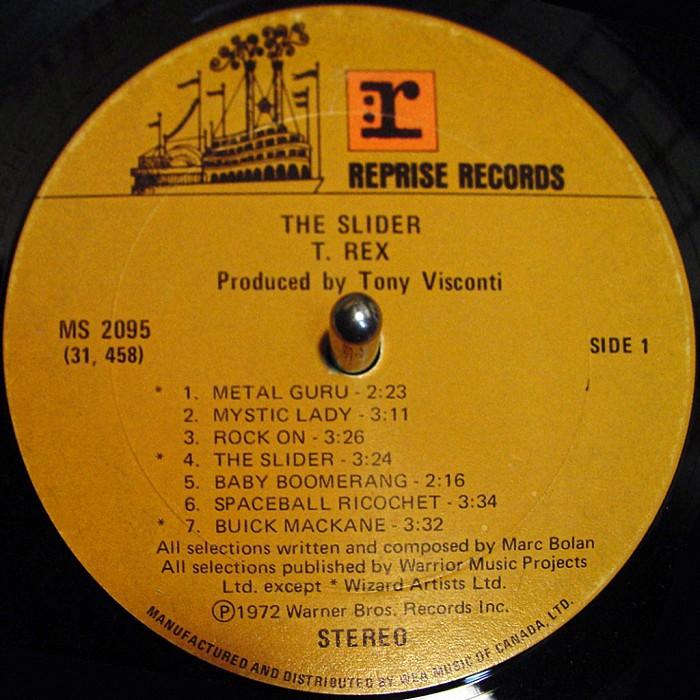 r
REPRISE RECORDS
THE SLIDER
T. REX
Produced by Tony Visconti
MS 2095
(31, 458)
SIDE 1
* 1. METAL GURU - 2:23
2. MYSTIC LADY - 3:11
3. ROCK ON - 3:26
* 4. THE SLIDER - 3:24
5. BABY BOOMERANG - 2:16
6. SPACEBALL RICOCHET - 3:34
* 7. BUICK MACKANE - 3:32
All selections written and composed by Marc Bolan
All selections published by Warrior Music Projects
Ltd. except * Wizard Artists Ltd.
Ⓟ1972 Warner Bros. Records Inc.
STEREO
MANUFACTURED AND DISTRIBUTED BY WEA MUSIC OF CANADA, LTD.